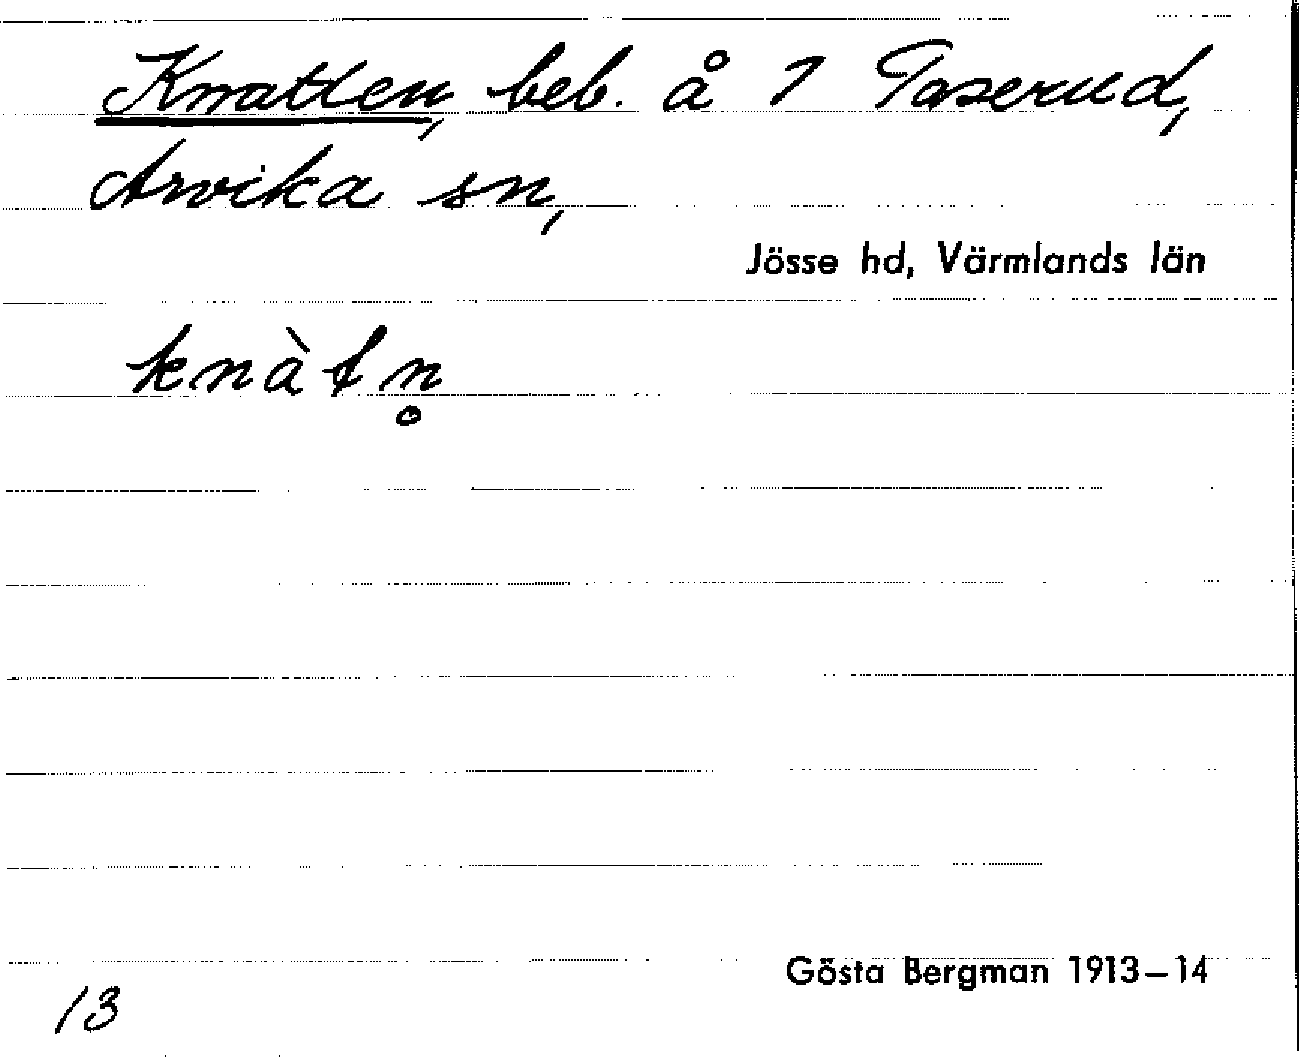 Knatten, beb. å 1 Taserud,
Arvika sn,
Jösse hd, Värmlands län
knàtn̥
Gösta Bergman 1913–14
13